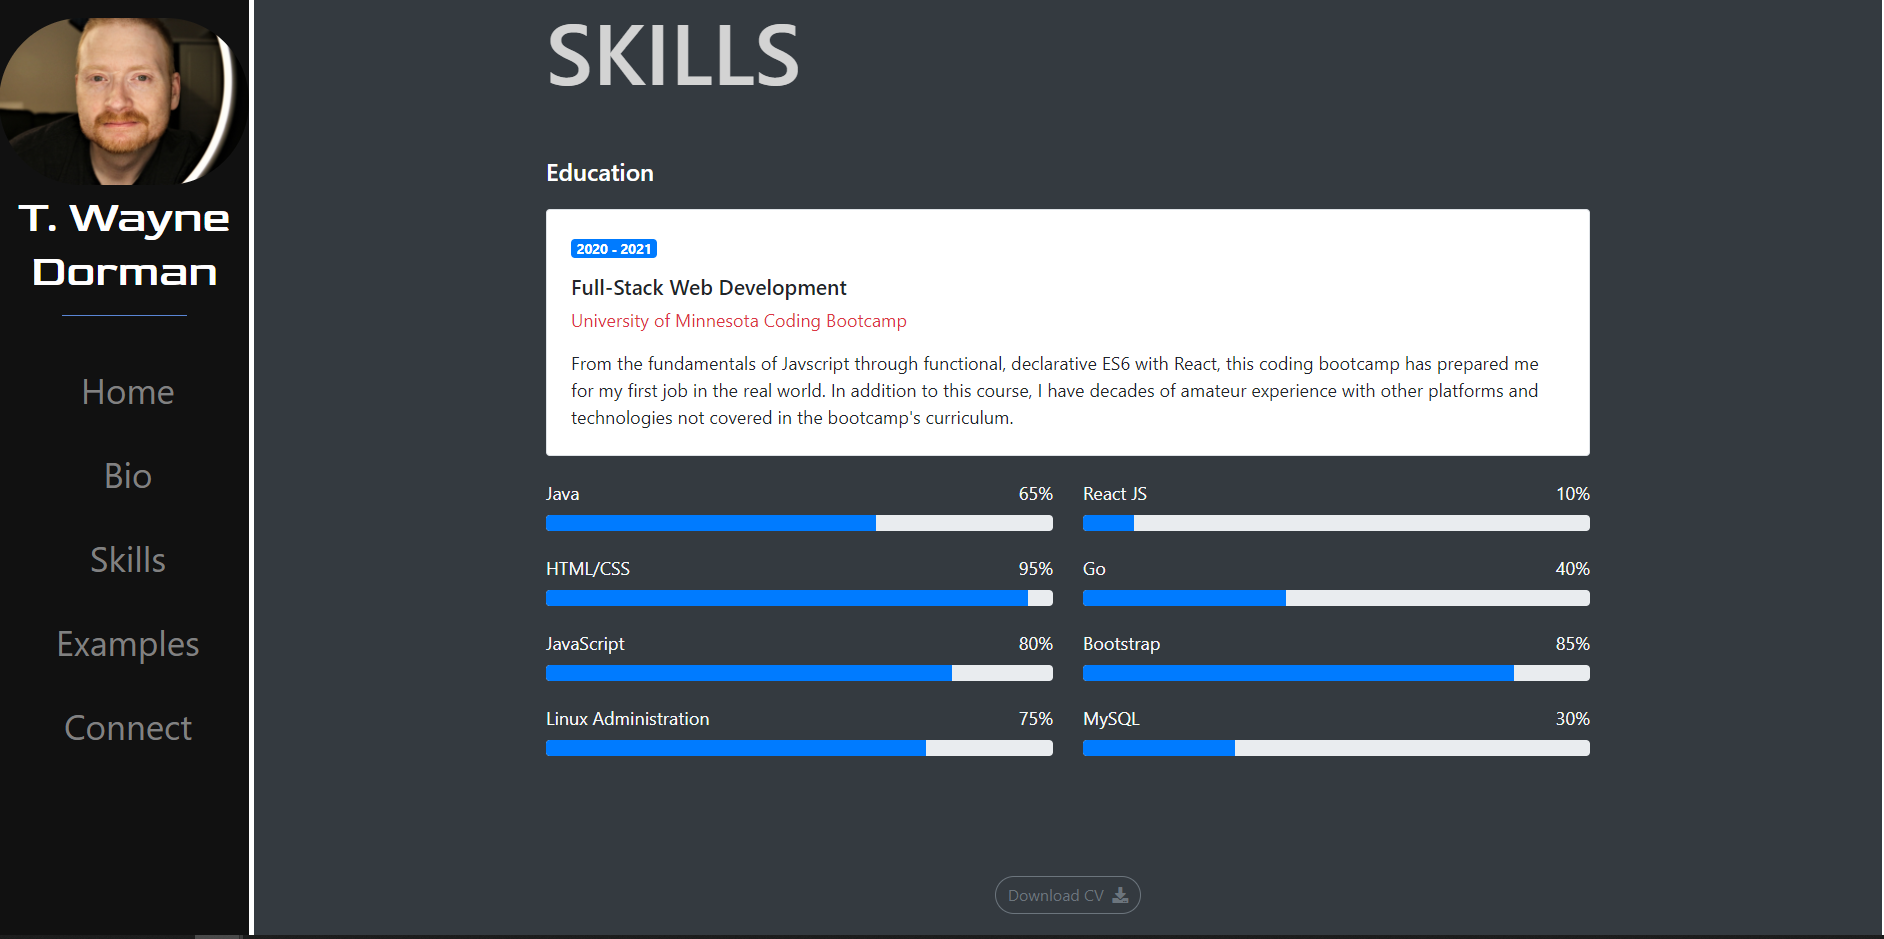 T. Wayne
Dorman
Home
Bio
Skills
Examples
Connect
SKILLS
Education
2020 - 2021
Full-Stack Web Development
University of Minnesota Coding Bootcamp
From the fundamentals of Javscript through functional, declarative ES6 with React, this coding bootcamp has prepared me
for my first job in the real world. In addition to this course, I have decades of amateur experience with other platforms and
technologies not covered in the bootcamp's curriculum.
Java 65% React JS 10%
HTML/CSS 95% Go 40%
JavaScript 80% Bootstrap 85%
Linux Administration 75% MySQL 30%
Download CV